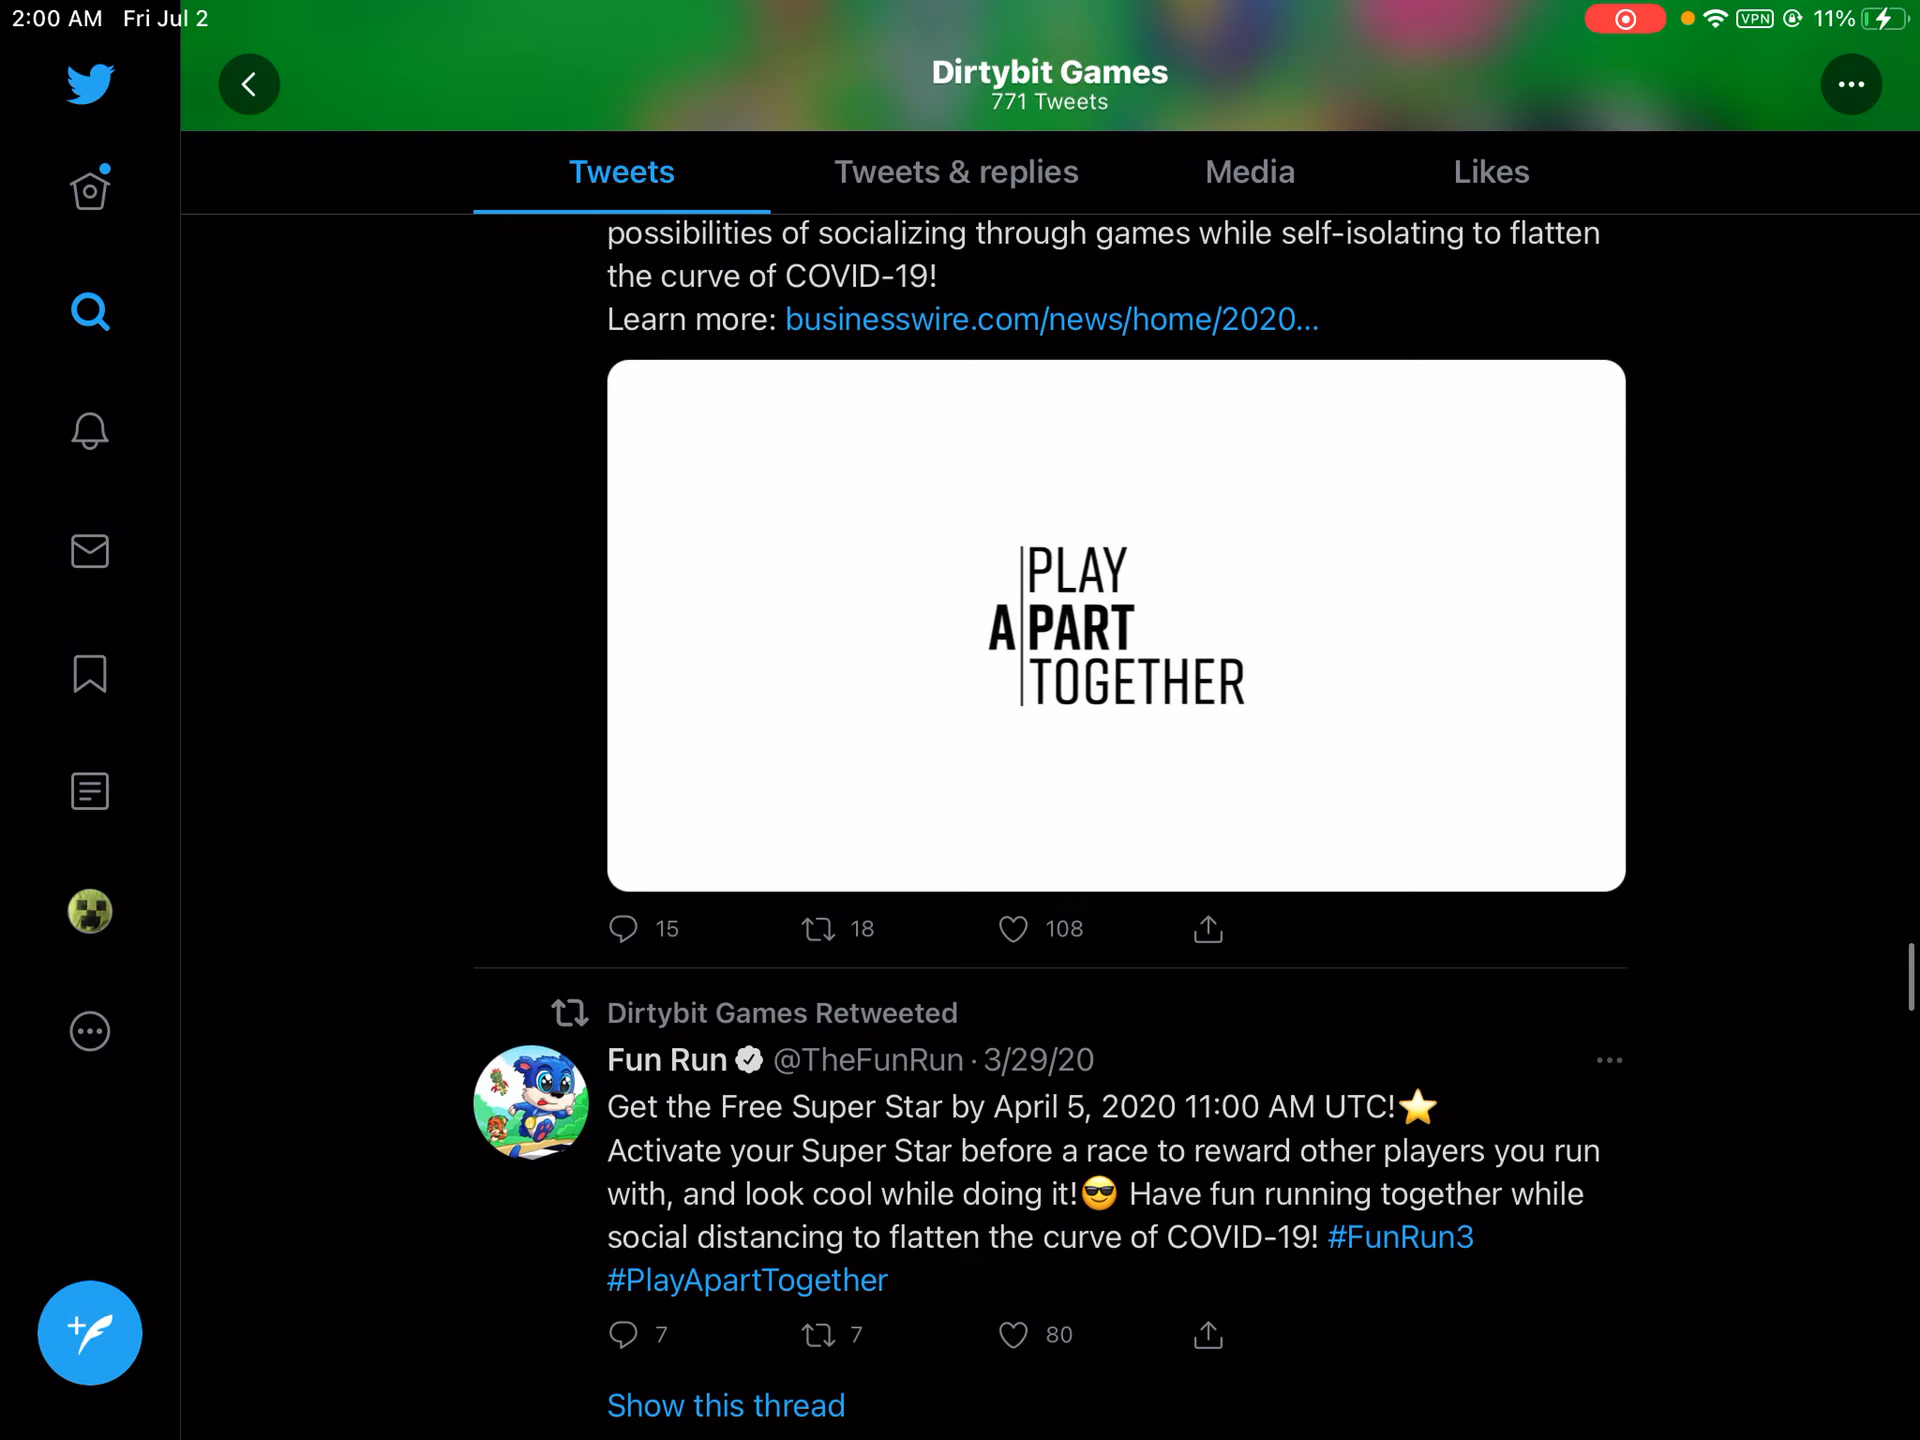 2:00 AM Fri Jul 2
VPN 11%
Dirtybit Games
771 Tweets
Tweets Tweets & replies Media Likes
possibilities of socializing through games while self-isolating to flatten
the curve of COVID-19!
Learn more: businesswire.com/news/home/2020...
PLAY
APART
TOGETHER
15 18 108
Dirtybit Games Retweeted
Fun Run @TheFunRun · 3/29/20
Get the Free Super Star by April 5, 2020 11:00 AM UTC!⭐
Activate your Super Star before a race to reward other players you run
with, and look cool while doing it!😎 Have fun running together while
social distancing to flatten the curve of COVID-19! #FunRun3
#PlayApartTogether
7 7 80
Show this thread